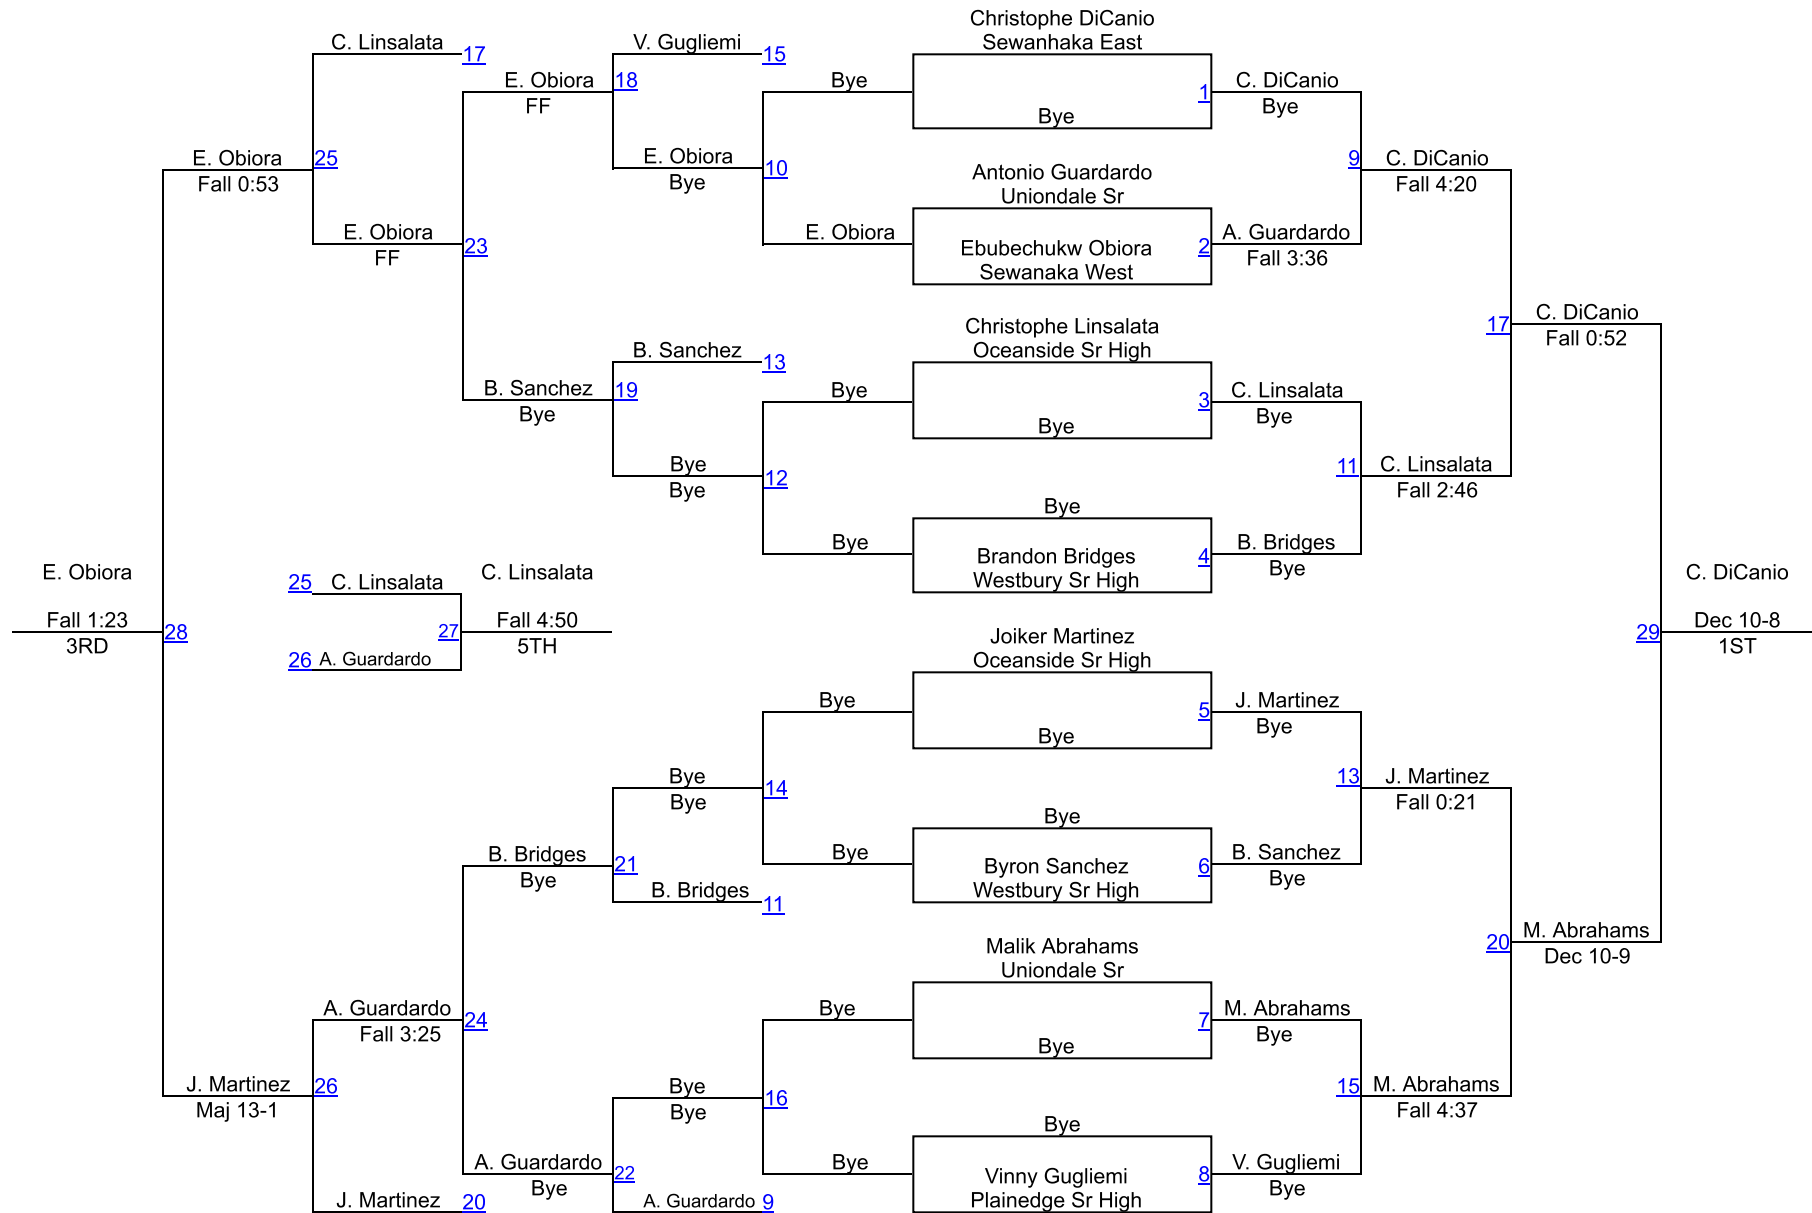 Christophe DiCanio
Sewanhaka East
C. Linsalata
17
V. Gugliemi
15
E. Obiora
18
FF
Bye
1
C. DiCanio
Bye
Bye
E. Obiora
25
Fall 0:53
E. Obiora
10
Bye
Antonio Guardardo
Uniondale Sr
9
C. DiCanio
Fall 4:20
E. Obiora
23
FF
E. Obiora
Ebubechukw Obiora
Sewanaka West
2
A. Guardardo
Fall 3:36
Christophe Linsalata
Oceanside Sr High
17
C. DiCanio
Fall 0:52
B. Sanchez
13
B. Sanchez
19
Bye
Bye
3
C. Linsalata
Bye
Bye
Bye
12
Bye
11
C. Linsalata
Fall 2:46
Bye
Bye
Brandon Bridges
Westbury Sr High
4
B. Bridges
Bye
E. Obiora
Fall 1:23
28
3RD
25
C. Linsalata
C. Linsalata
27
Fall 4:50
5TH
26
A. Guardardo
C. DiCanio
29
Dec 10-8
1ST
Joiker Martinez
Oceanside Sr High
Bye
5
J. Martinez
Bye
Bye
Bye
14
Bye
13
J. Martinez
Fall 0:21
Bye
B. Bridges
21
Bye
Bye
Byron Sanchez
Westbury Sr High
6
B. Sanchez
Bye
B. Bridges
11
Malik Abrahams
Uniondale Sr
20
M. Abrahams
Dec 10-9
A. Guardardo
24
Fall 3:25
Bye
7
M. Abrahams
Bye
Bye
J. Martinez
26
Maj 13-1
Bye
16
Bye
15
M. Abrahams
Fall 4:37
Bye
A. Guardardo
22
Bye
Bye
Vinny Gugliemi
Plainedge Sr High
8
V. Gugliemi
Bye
J. Martinez
20
A. Guardardo
9